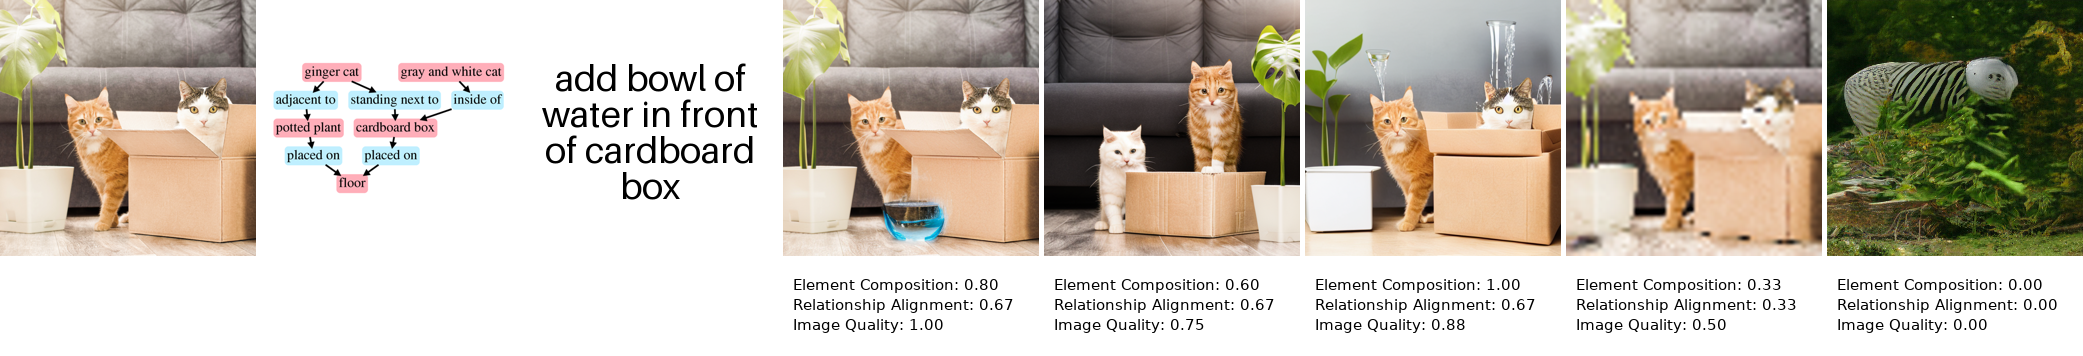 ginger cat
gray and white cat
adjacent to
standing next to
inside of
potted plant
cardboard box
placed on
placed on
floor
add bowl of
water in front
of cardboard
box
Element Composition: 0.80
Relationship Alignment: 0.67
Image Quality: 1.00
Element Composition: 0.60
Relationship Alignment: 0.67
Image Quality: 0.75
Element Composition: 1.00
Relationship Alignment: 0.67
Image Quality: 0.88
Element Composition: 0.33
Relationship Alignment: 0.33
Image Quality: 0.50
Element Composition: 0.00
Relationship Alignment: 0.00
Image Quality: 0.00